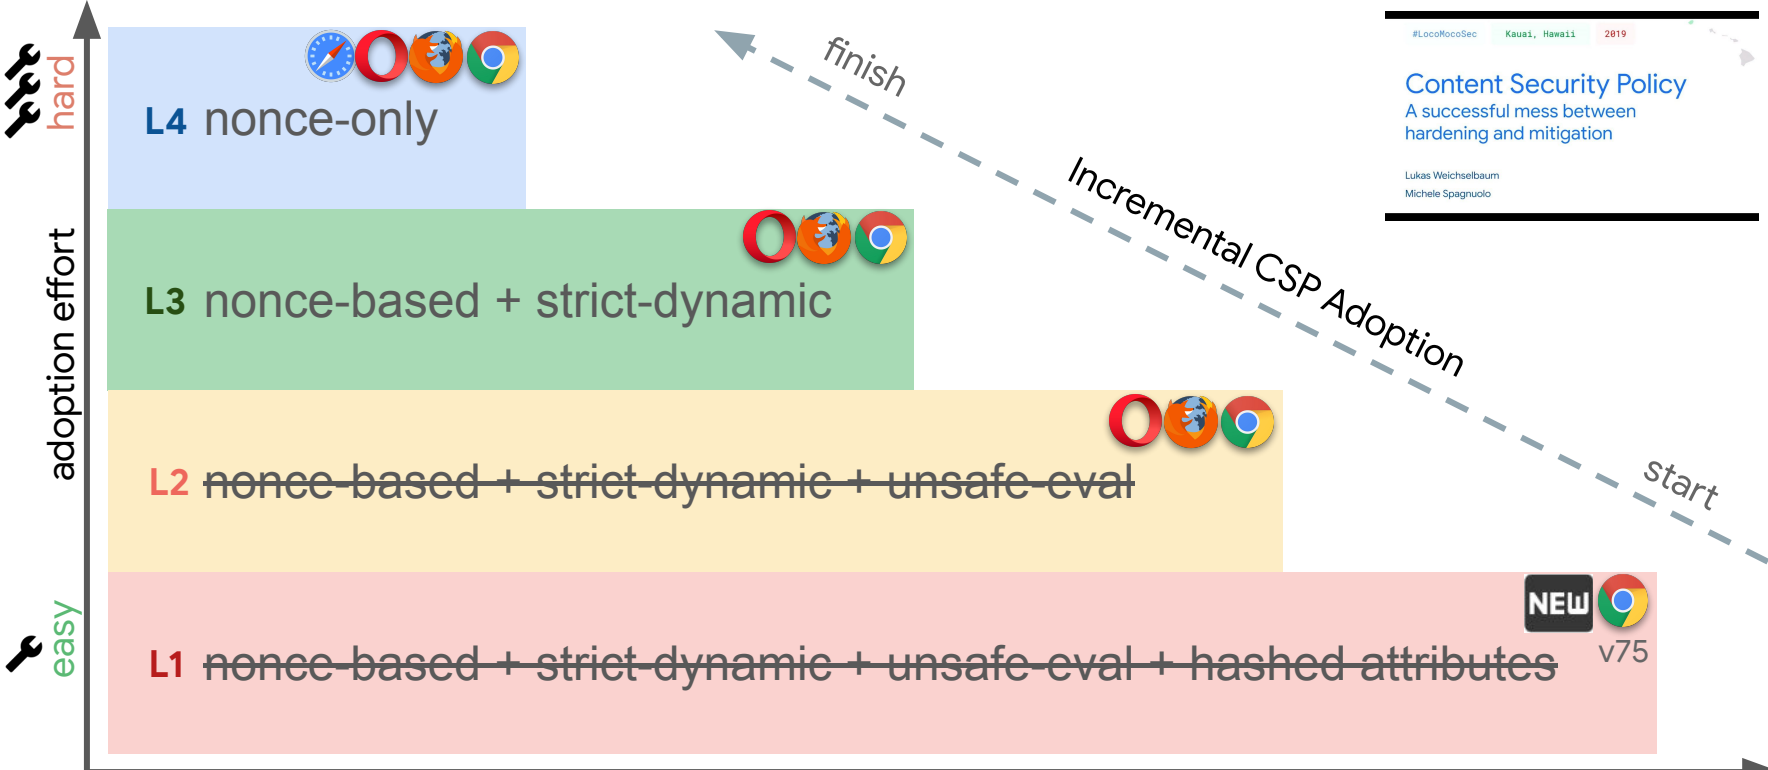 hard
adoption effort
easy
L4 nonce-only
L3 nonce-based + strict-dynamic
L2 nonce-based + strict-dynamic + unsafe-eval
L1 nonce-based + strict-dynamic + unsafe-eval + hashed attributes
NEW
v75
finish
Incremental CSP Adoption
start
#LocoMocoSec Kauai, Hawaii 2019
Content Security Policy
A successful mess between
hardening and mitigation
Lukas Weichselbaum
Michele Spagnuolo